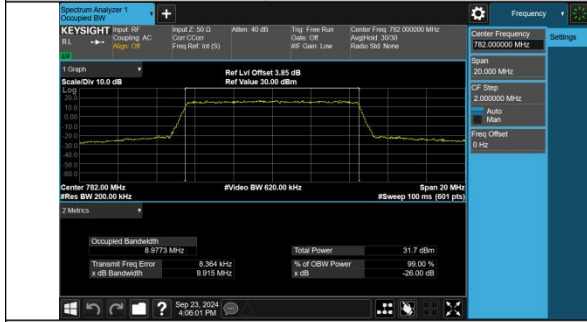 Spectrum Analyzer 1
Occupied BW
+
Frequency
KEYSIGHT
Input: RF
Coupling: AC
Align: Off
Input Z: 50 Ω
Corr CCorr
Freq Ref: Int (S)
Atten: 40 dB
Trig: Free Run
Gate: Off
#IF Gain: Low
Center Freq: 782.000000 MHz
Avg|Hold: 30/30
Radio Std: None
R L
Center Frequency
782.000000 MHz
Settings
Span
20.000 MHz
CF Step
2.000000 MHz
Auto
Man
Freq Offset
0 Hz
1 Graph
Scale/Div 10.0 dB
Ref Lvl Offset 3.85 dB
Ref Value 30.00 dBm
Log
20.0
10.0
-40.0
-50.0
-60.0
Center 782.00 MHz
#Video BW 620.00 kHz
Span 20 MHz
#Res BW 200.00 kHz
#Sweep 100 ms (601 pts)
2 Metrics
Occupied Bandwidth
8.9773 MHz
Total Power
31.7 dBm
Transmit Freq Error
8.364 kHz
% of OBW Power
99.00 %
x dB Bandwidth
9.915 MHz
x dB
-26.00 dB
?
Sep 23, 2024
4:06:01 PM